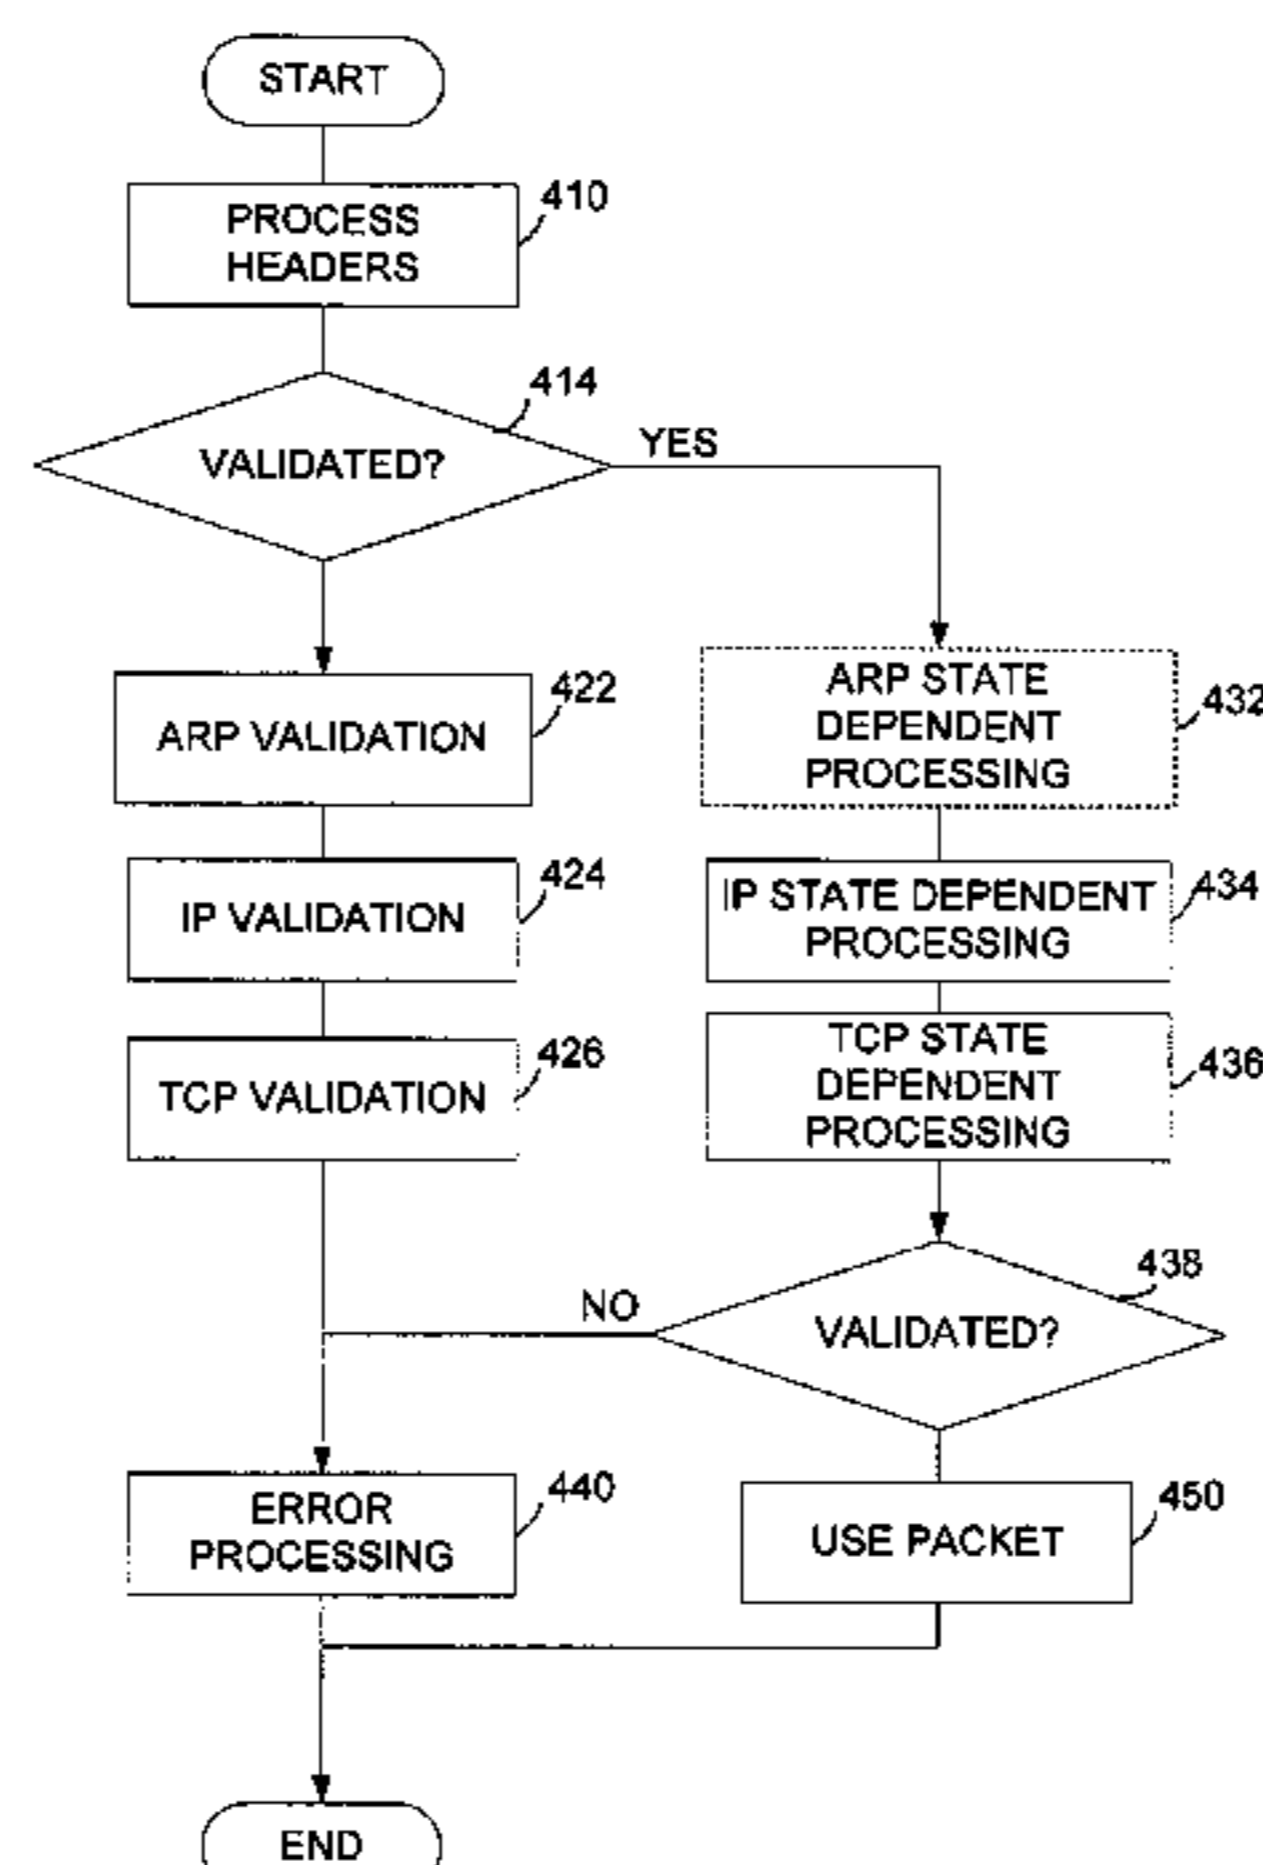 START
PROCESS
HEADERS
410
414
VALIDATED?
YES
ARP VALIDATION
422
ARP STATE
DEPENDENT
PROCESSING
432
IP VALIDATION
424
IP STATE DEPENDENT
PROCESSING
434
TCP VALIDATION
426
TCP STATE
DEPENDENT
PROCESSING
436
438
NO
VALIDATED?
ERROR
PROCESSING
440
USE PACKET
450
END